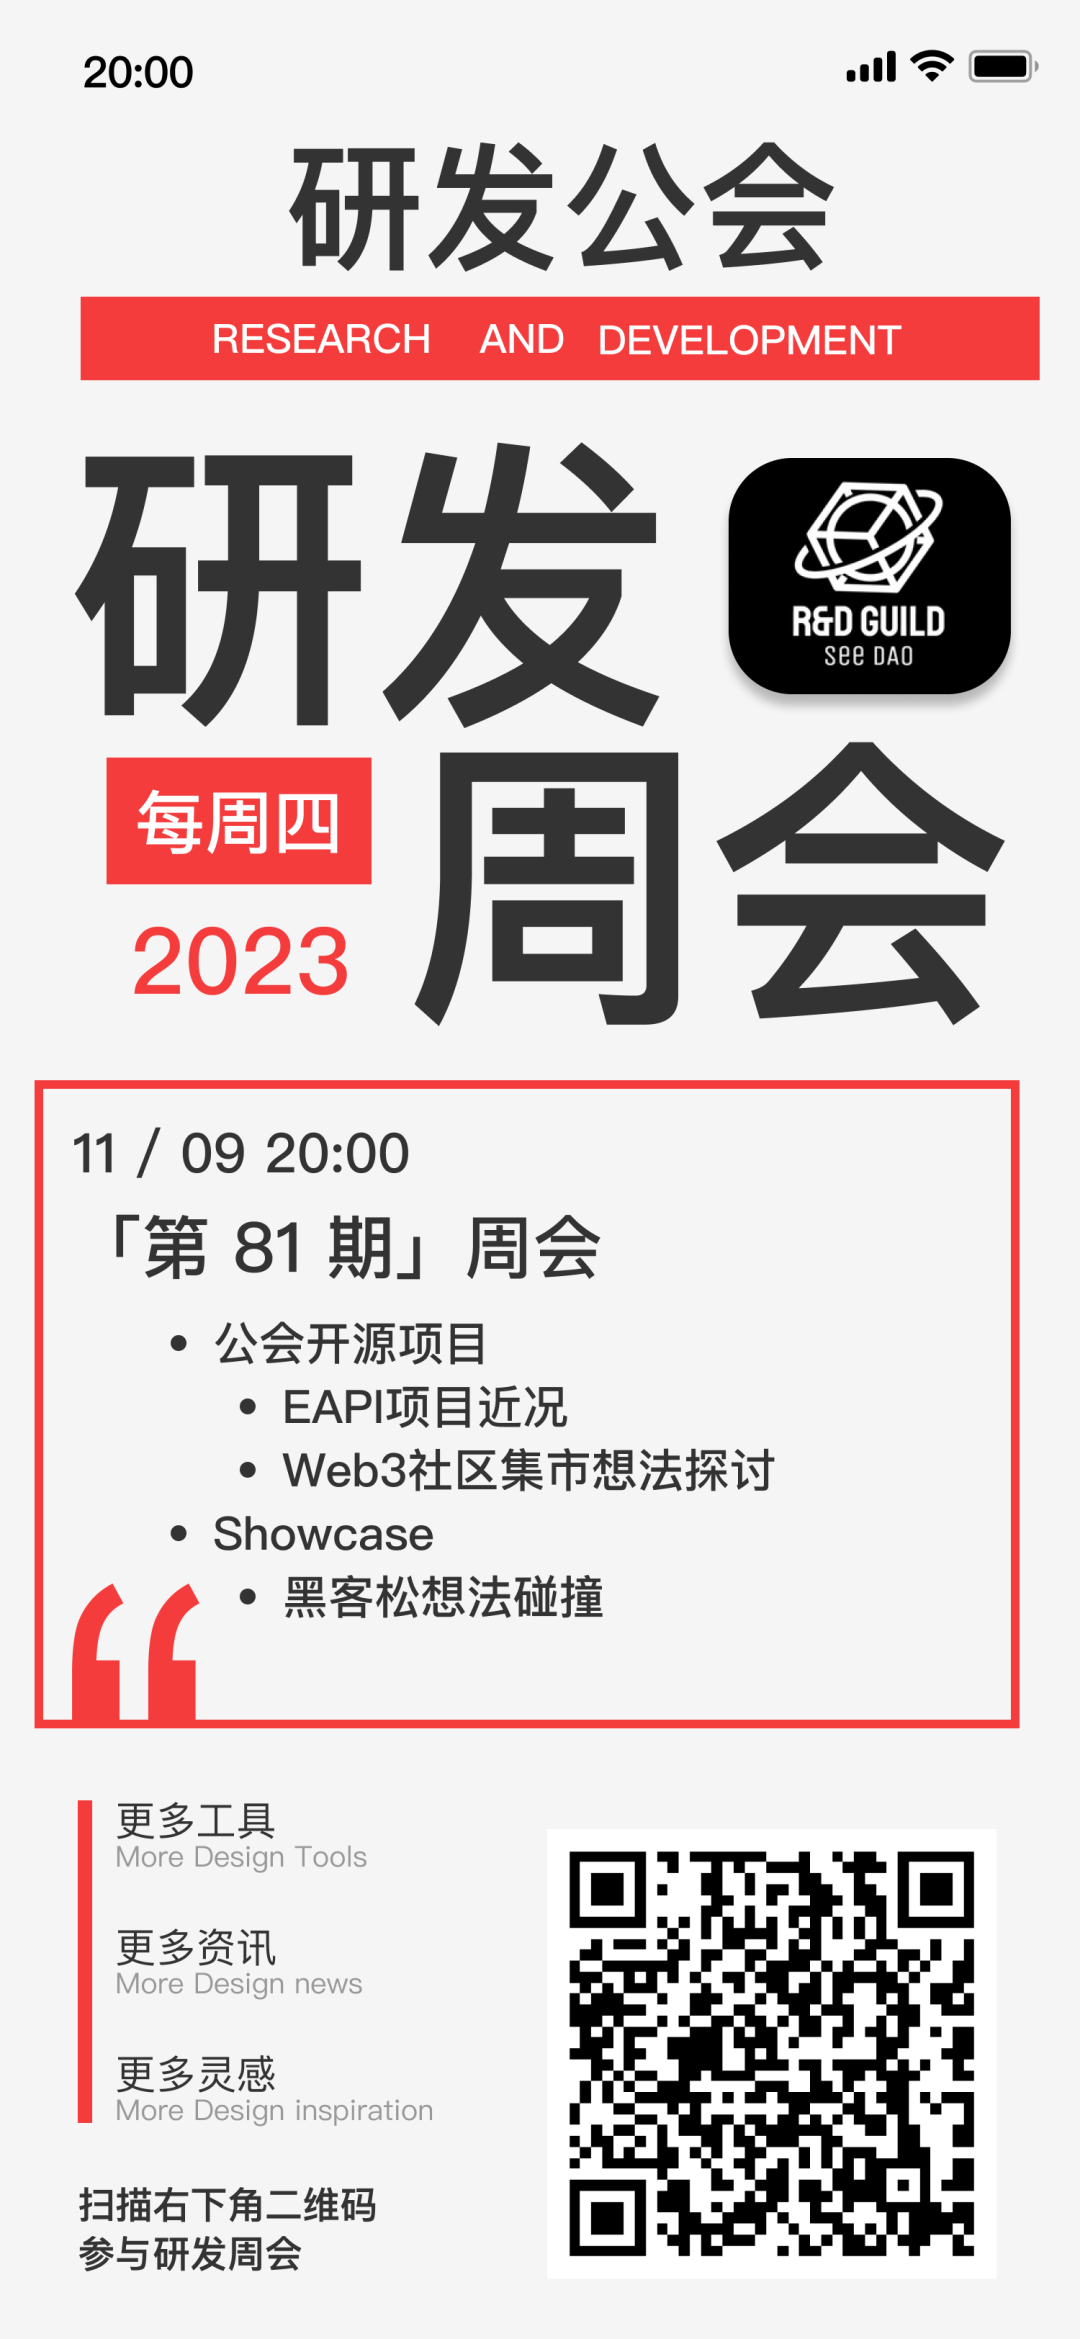 20:00
研发公会
RESEARCH AND DEVELOPMENT
研发
R&D GUILD
See DAO
每周四
周会
2023
11 / 09 20:00
「第 81 期」周会
• 公会开源项目
• EAPI项目近况
• Web3社区集市想法探讨
• Showcase
• 黑客松想法碰撞
“
更多工具
More Design Tools
更多资讯
More Design news
更多灵感
More Design inspiration
扫描右下角二维码
参与研发周会